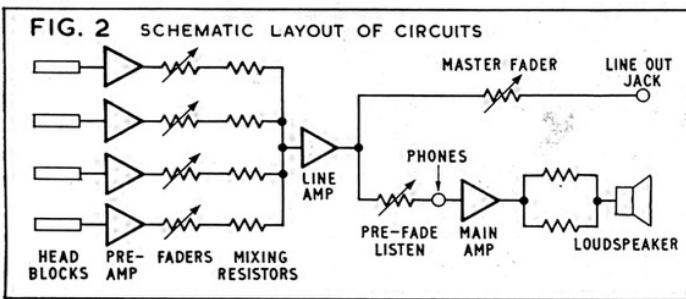 FIG. 2 SCHEMATIC LAYOUT OF CIRCUITS
MASTER FADER
LINE OUT
JACK
LINE
AMP
PHONES
PRE-FADE
LISTEN
MAIN
AMP
LOUDSPEAKER
HEAD
BLOCKS
PRE-
AMP
FADERS
MIXING
RESISTORS